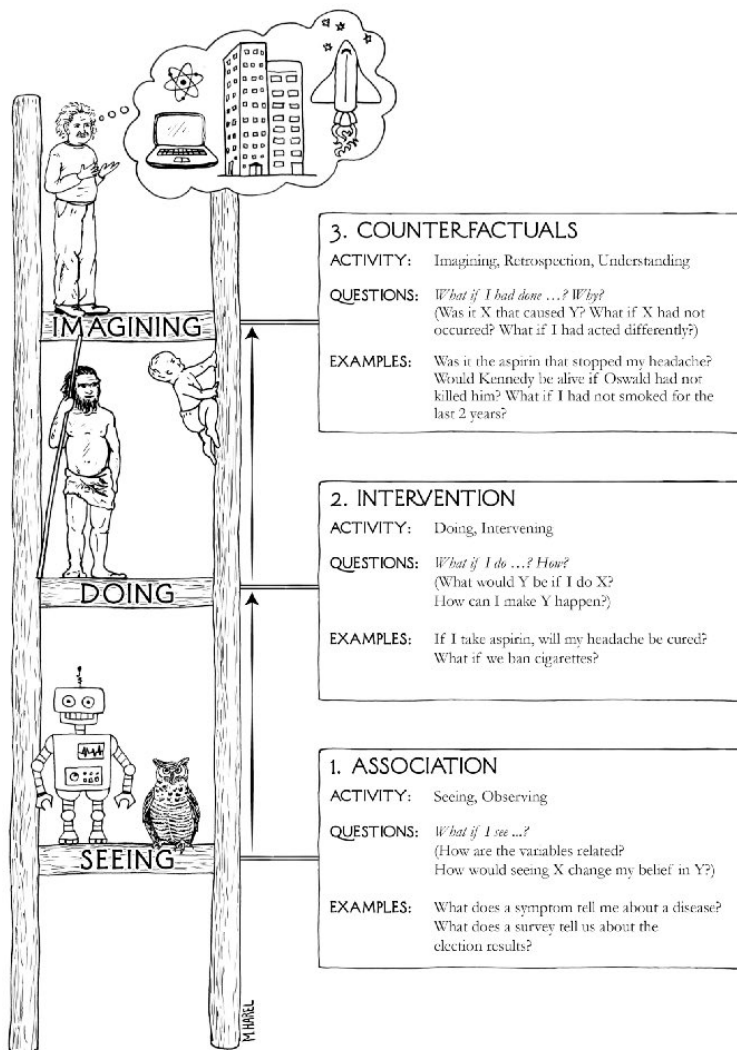 IMAGINING
3. COUNTERFACTUALS
ACTIVITY: Imagining, Retrospection, Understanding
QUESTIONS: What if I had done …? Why?
(Was it X that caused Y? What if X had not
occurred? What if I had acted differently?)
EXAMPLES: Was it the aspirin that stopped my headache?
Would Kennedy be alive if Oswald had not
killed him? What if I had not smoked for the
last 2 years?
DOING
2. INTERVENTION
ACTIVITY: Doing, Intervening
QUESTIONS: What if I do …? How?
(What would Y be if I do X?
How can I make Y happen?)
EXAMPLES: If I take aspirin, will my headache be cured?
What if we ban cigarettes?
SEEING
1. ASSOCIATION
ACTIVITY: Seeing, Observing
QUESTIONS: What if I see ...?
(How are the variables related?
How would seeing X change my belief in Y?)
EXAMPLES: What does a symptom tell me about a disease?
What does a survey tell us about the
election results?
M.HAREL